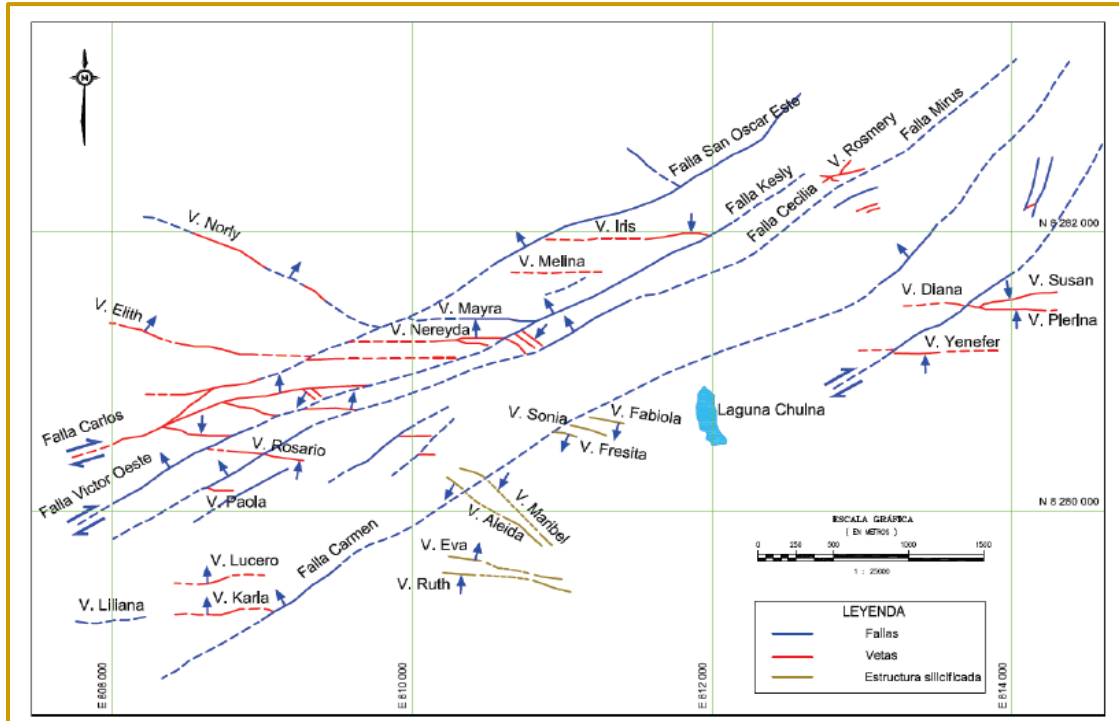 N
Falla San Oscar Este
Falla Mirus
V. Rosmery
Falla Kesly
Falla Cecilia
V. Norly
V. Iris
N 8 282 000
V. Melina
V. Diana
V. Susan
V. Elith
V. Mayra
V. Nereyda
V. Pierina
V. Yenefer
Laguna Chulna
V. Sonia
V. Fabiola
V. Fresita
Falla Carlos
V. Rosario
Falla Victor Oeste
V. Paola
V. Maribel
V. Aleida
N 8 280 000
ESCALA GRÁFICA
( EN METROS )
0 250 500 1000 1500
1 : 25000
V. Eva
Falla Carmen
V. Lucero
V. Ruth
V. Liliana
V. Karla
LEYENDA
Fallas
Vetas
Estructura silicificada
E 808 000
E 810 000
E 812 000
E 814 000